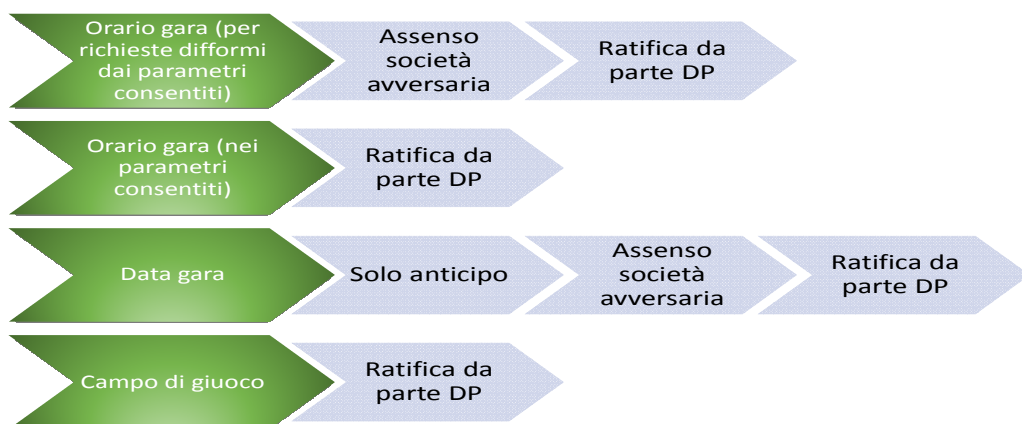 Orario gara (per
richieste difformi
dai parametri
consentiti)
Assenso
società
avversaria
Ratifica da
parte DP
Orario gara (nei
parametri
consentiti)
Ratifica da
parte DP
Data gara
Solo anticipo
Assenso
società
avversaria
Ratifica da
parte DP
Campo di giuoco
Ratifica da
parte DP